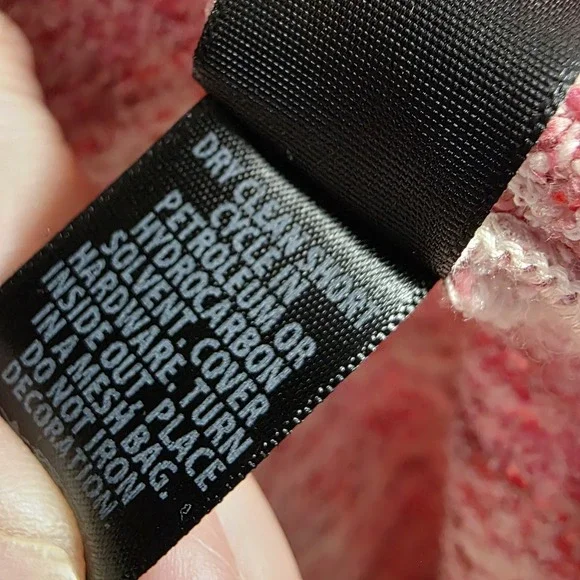 DRY CLEAN SHORT
CYCLE IN
PETROLEUM OR
HYDROCARBON
SOLVENT. COVER
HARDWARE. TURN
INSIDE OUT. PLACE
IN A MESH BAG.
DO NOT IRON
DECORATION.